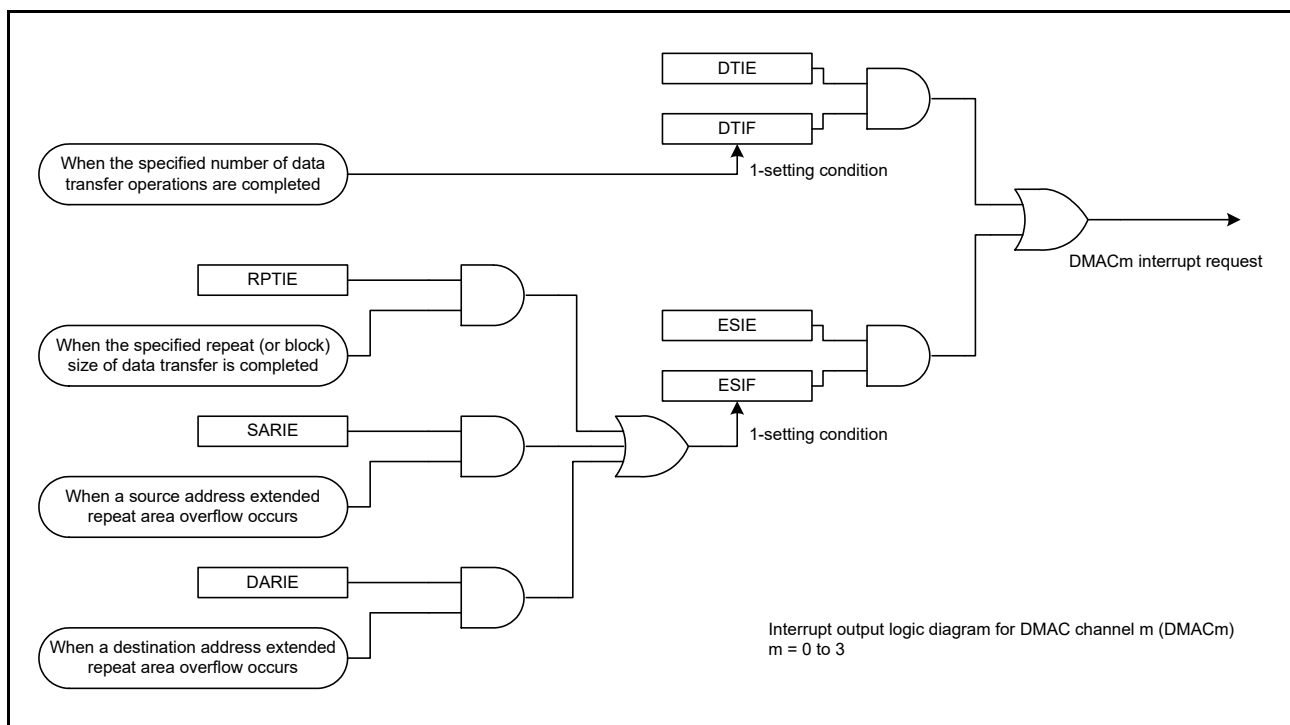 DTIE
DTIF
When the specified number of data
transfer operations are completed
1-setting condition
DMACm interrupt request
RPTIE
When the specified repeat (or block)
size of data transfer is completed
ESIE
ESIF
1-setting condition
SARIE
When a source address extended
repeat area overflow occurs
DARIE
When a destination address extended
repeat area overflow occurs
Interrupt output logic diagram for DMAC channel m (DMACm)
m = 0 to 3